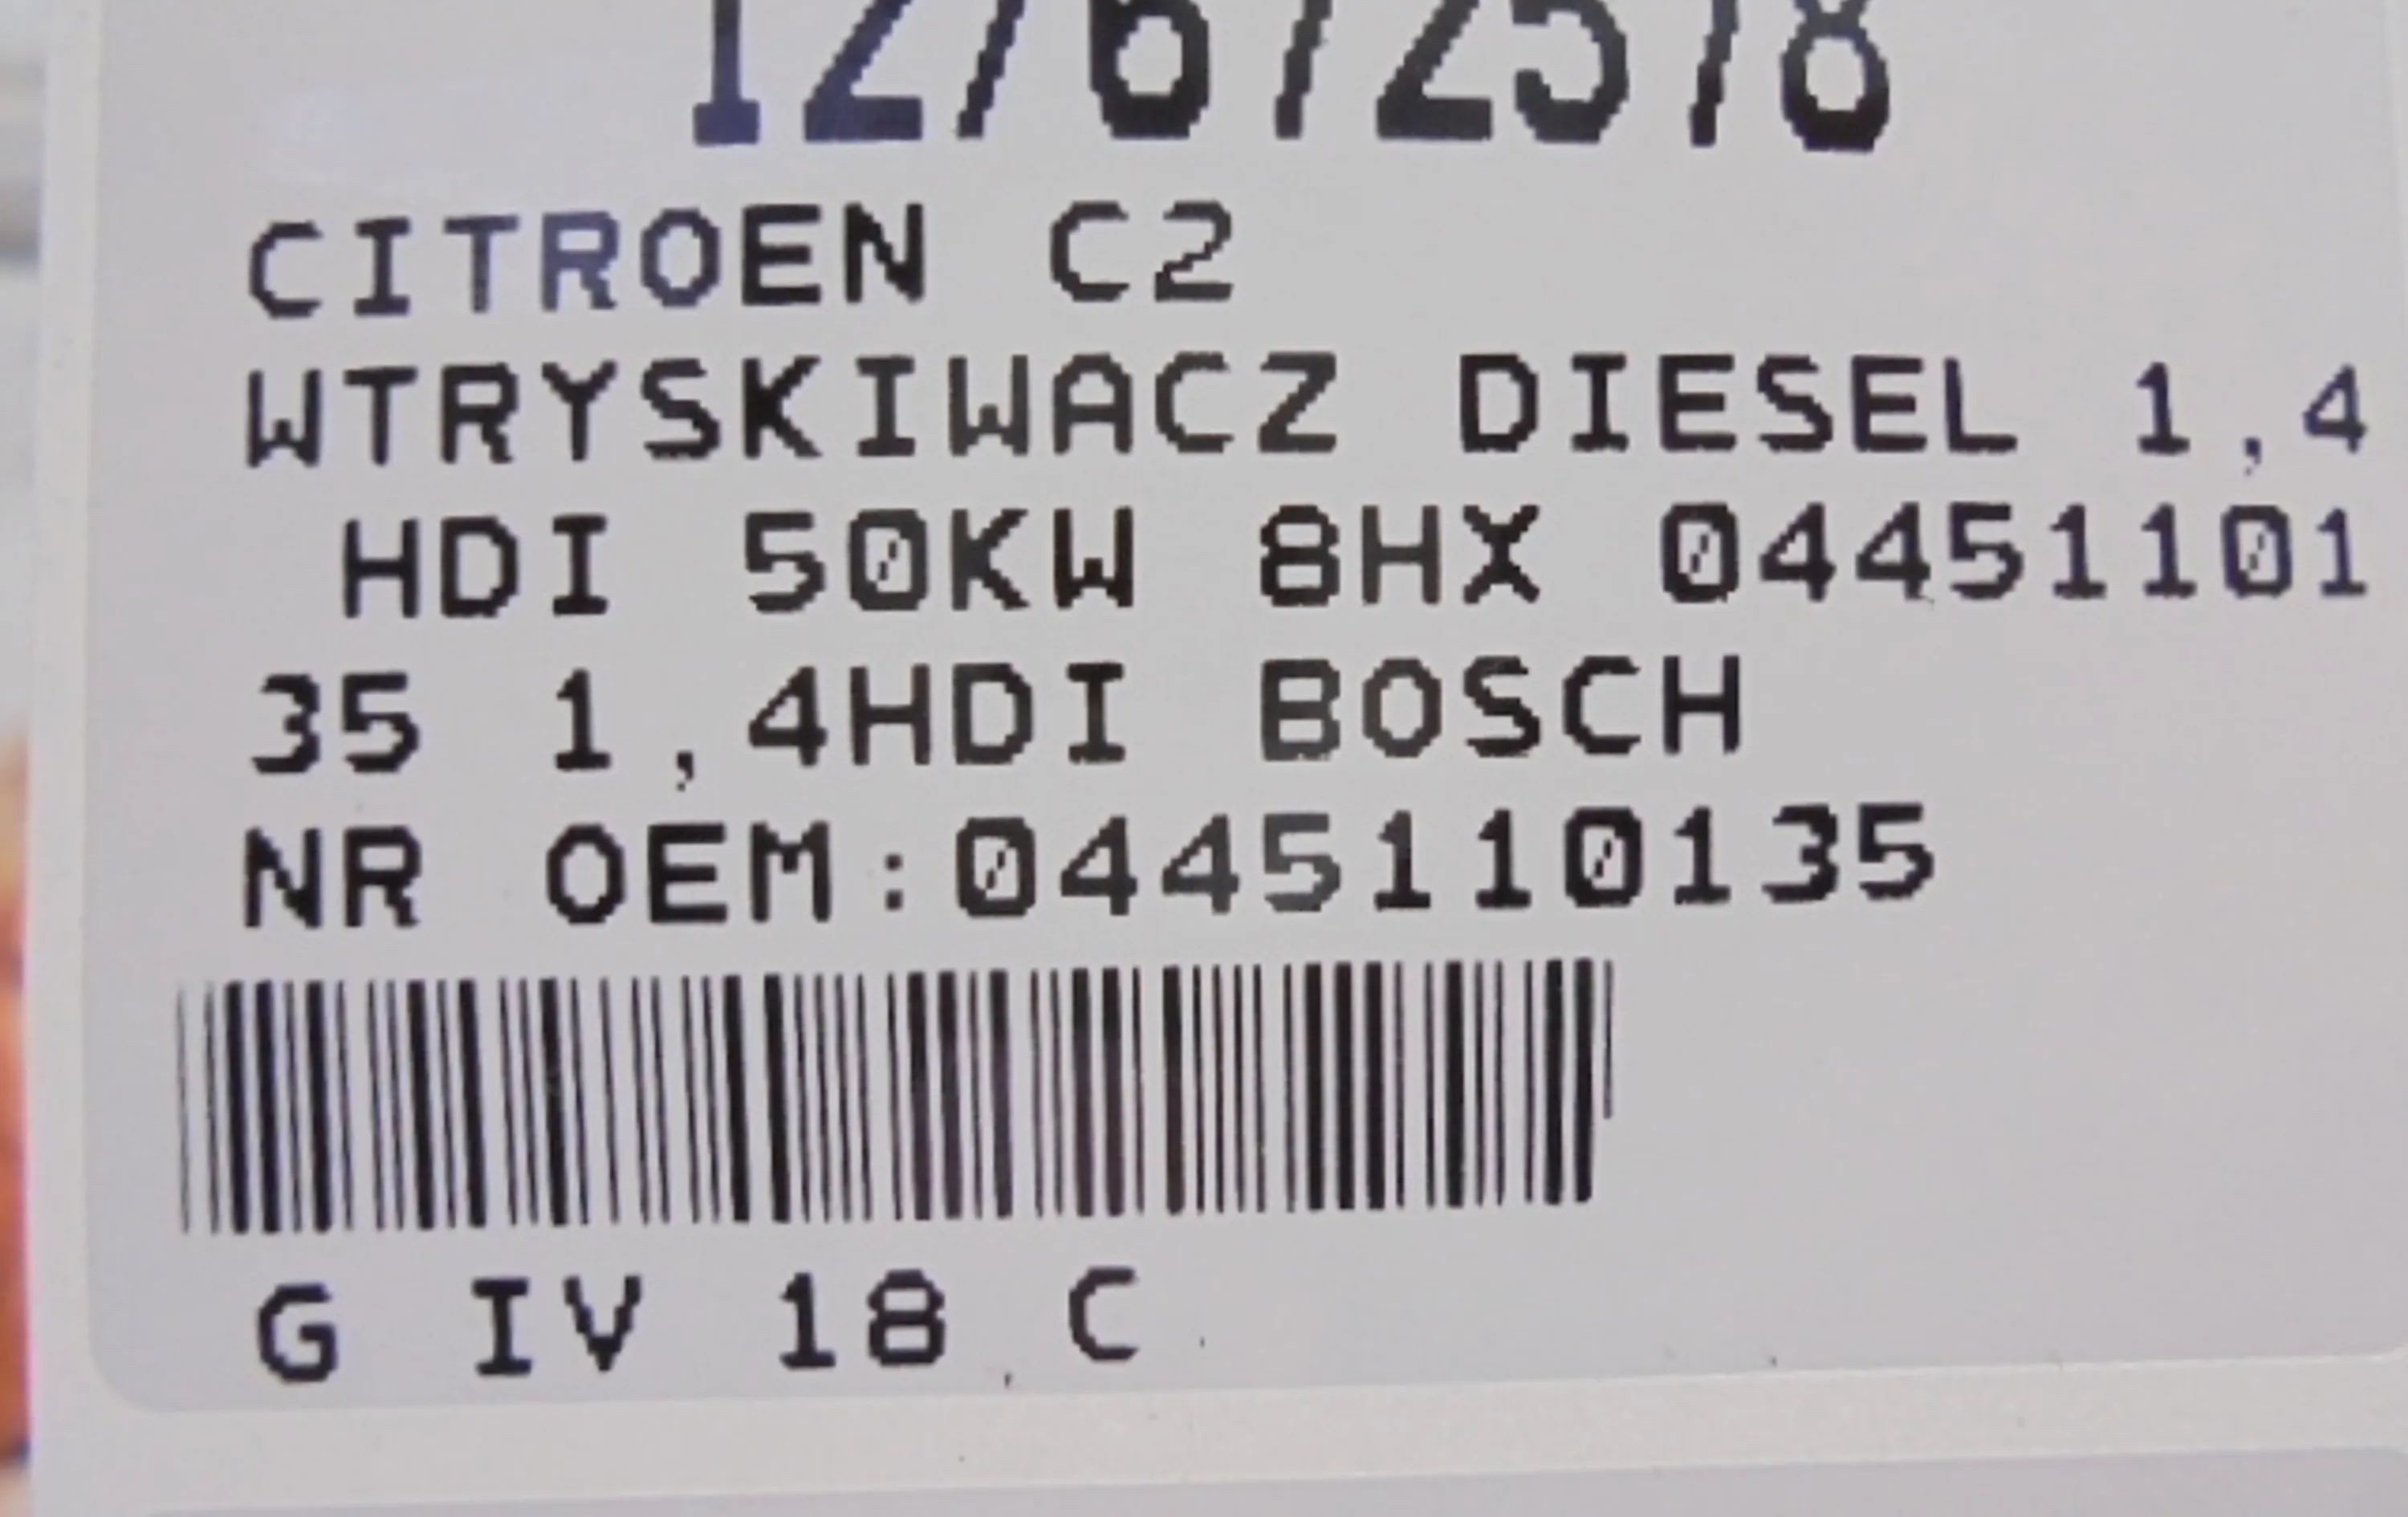 CITROEN C2
WTRYSKIWACZ DIESEL 1,4
HDI 50KW 8HX 04451101
35 1,4HDI BOSCH
NR OEM:0445110135
G IV 18 C